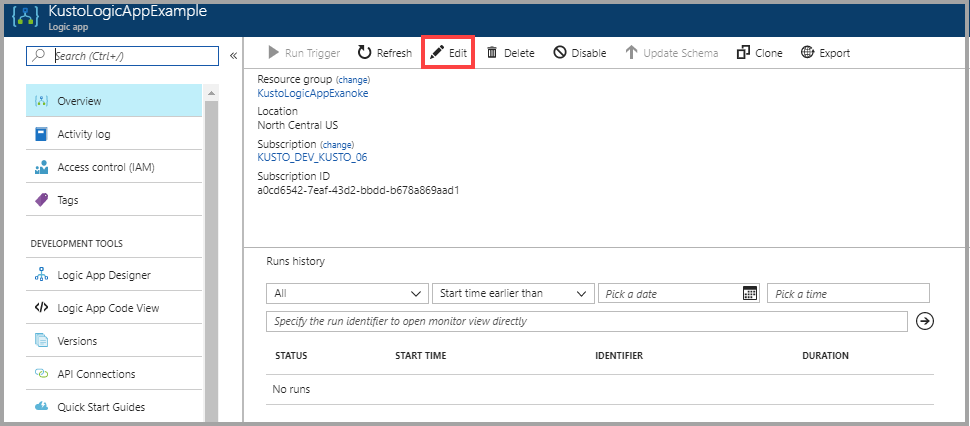 KustoLogicAppExample
Logic app
Search (Ctrl+/)
«
Overview
Activity log
Access control (IAM)
Tags
DEVELOPMENT TOOLS
Logic App Designer
Logic App Code View
Versions
API Connections
Quick Start Guides
Run Trigger Refresh Edit Delete Disable Update Schema Clone Export
Resource group (change)
KustoLogicAppExanoke
Location
North Central US
Subscription (change)
KUSTO_DEV_KUSTO_06
Subscription ID
a0cd6542-7eaf-43d2-bbdd-b678a869aad1
Runs history
All Start time earlier than Pick a date Pick a time
Specify the run identifier to open monitor view directly
STATUS START TIME IDENTIFIER DURATION
No runs